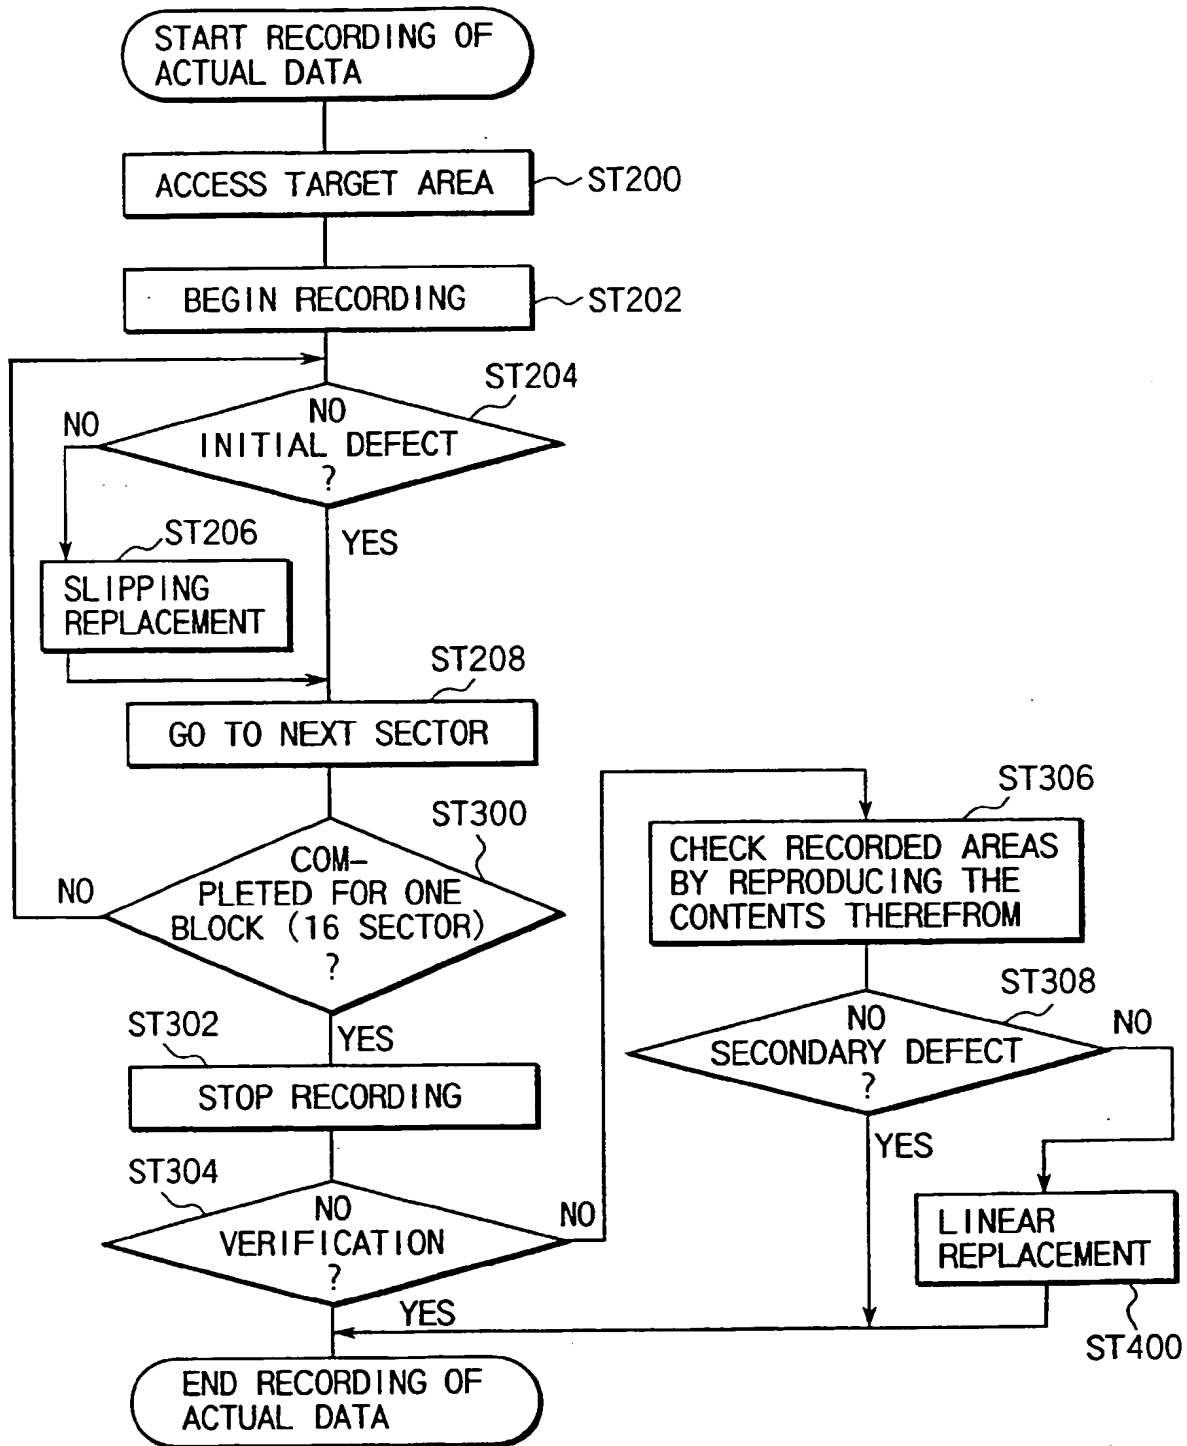 START RECORDING OF
ACTUAL DATA
ACCESS TARGET AREA
ST200
BEGIN RECORDING
ST202
ST204
NO
NO
INITIAL DEFECT
?
YES
ST206
SLIPPING
REPLACEMENT
ST208
GO TO NEXT SECTOR
ST300
COM-
PLETED FOR ONE
BLOCK (16 SECTOR)
?
NO
YES
ST302
STOP RECORDING
ST304
NO
VERIFICATION
?
NO
YES
ST306
CHECK RECORDED AREAS
BY REPRODUCING THE
CONTENTS THEREFROM
ST308
NO
SECONDARY DEFECT
?
NO
YES
LINEAR
REPLACEMENT
ST400
END RECORDING OF
ACTUAL DATA